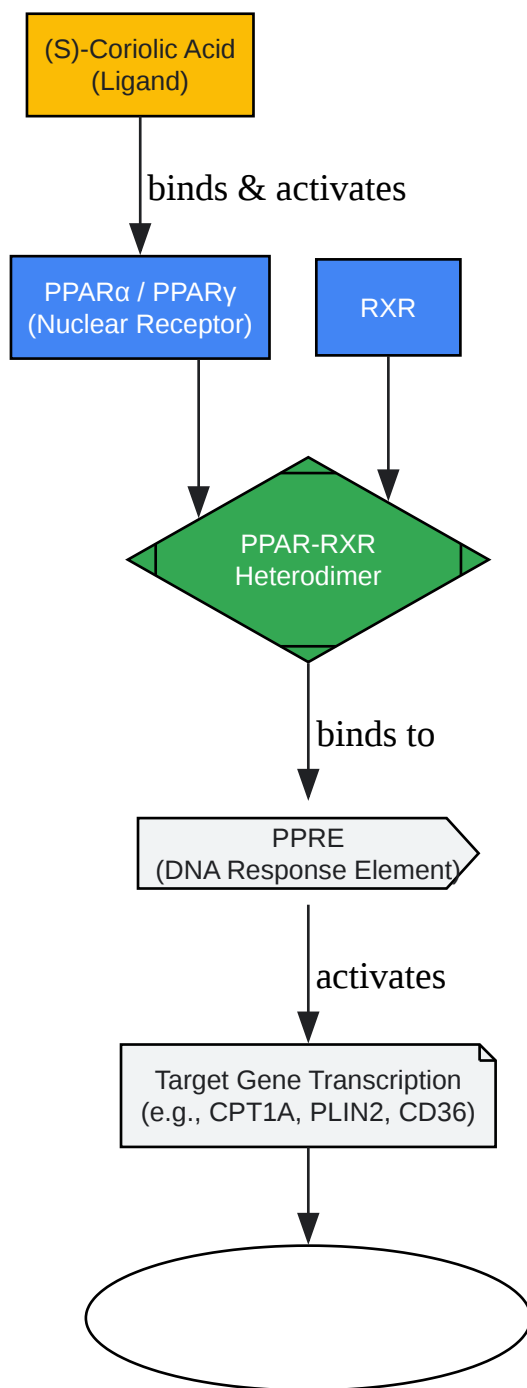 (S)-Coriolic Acid
(Ligand)
binds & activates
PPARα / PPARγ
(Nuclear Receptor)
RXR
PPAR-RXR
Heterodimer
binds to
PPRE
(DNA Response Element)
activates
Target Gene Transcription
(e.g., CPT1A, PLIN2, CD36)